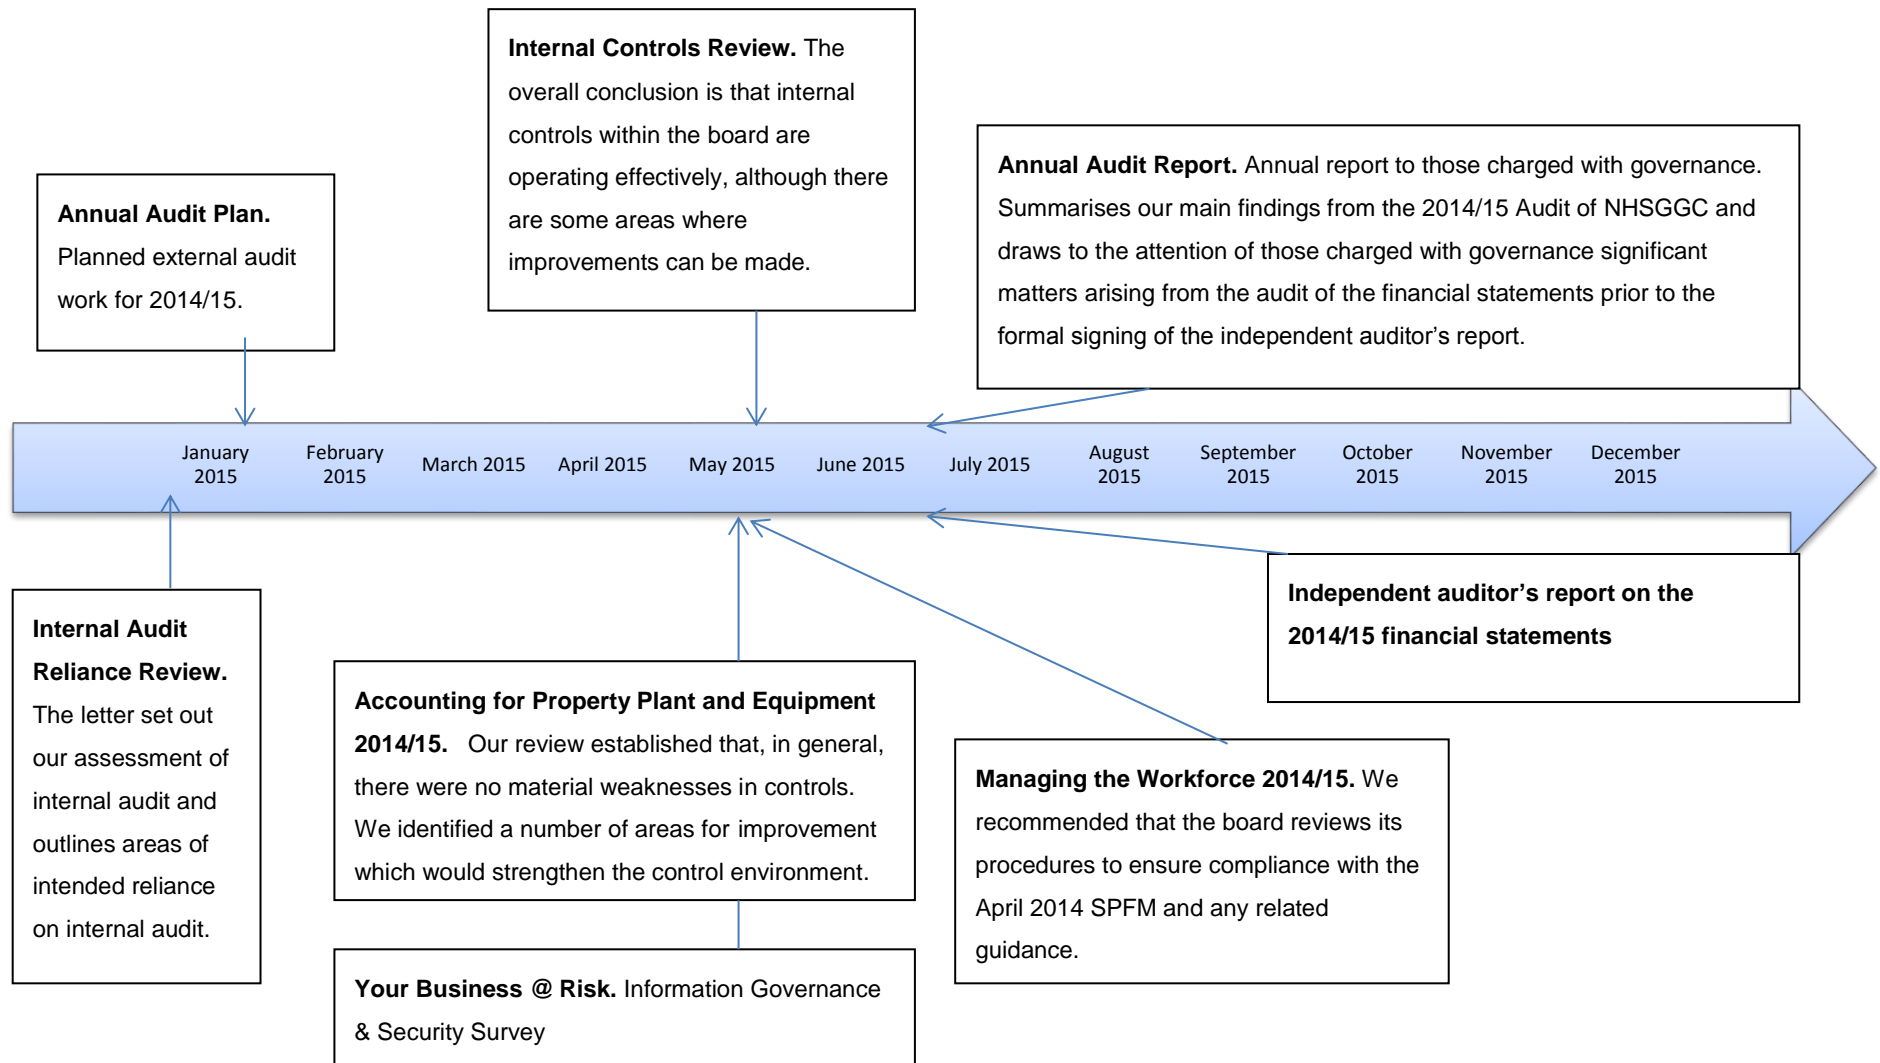 Internal Controls Review. The
overall conclusion is that internal
controls within the board are
operating effectively, although there
are some areas where
improvements can be made.
Annual Audit Report. Annual report to those charged with governance.
Summarises our main findings from the 2014/15 Audit of NHSGGC and
draws to the attention of those charged with governance significant
matters arising from the audit of the financial statements prior to the
formal signing of the independent auditor’s report.
Annual Audit Plan.
Planned external audit
work for 2014/15.
January
2015
February
2015
March 2015
April 2015
May 2015
June 2015
July 2015
August
2015
September
2015
October
2015
November
2015
December
2015
Internal Audit
Reliance Review.
The letter set out
our assessment of
internal audit and
outlines areas of
intended reliance
on internal audit.
Accounting for Property Plant and Equipment
2014/15. Our review established that, in general,
there were no material weaknesses in controls.
We identified a number of areas for improvement
which would strengthen the control environment.
Your Business @ Risk. Information Governance
& Security Survey
Independent auditor’s report on the
2014/15 financial statements
Managing the Workforce 2014/15. We
recommended that the board reviews its
procedures to ensure compliance with the
April 2014 SPFM and any related
guidance.